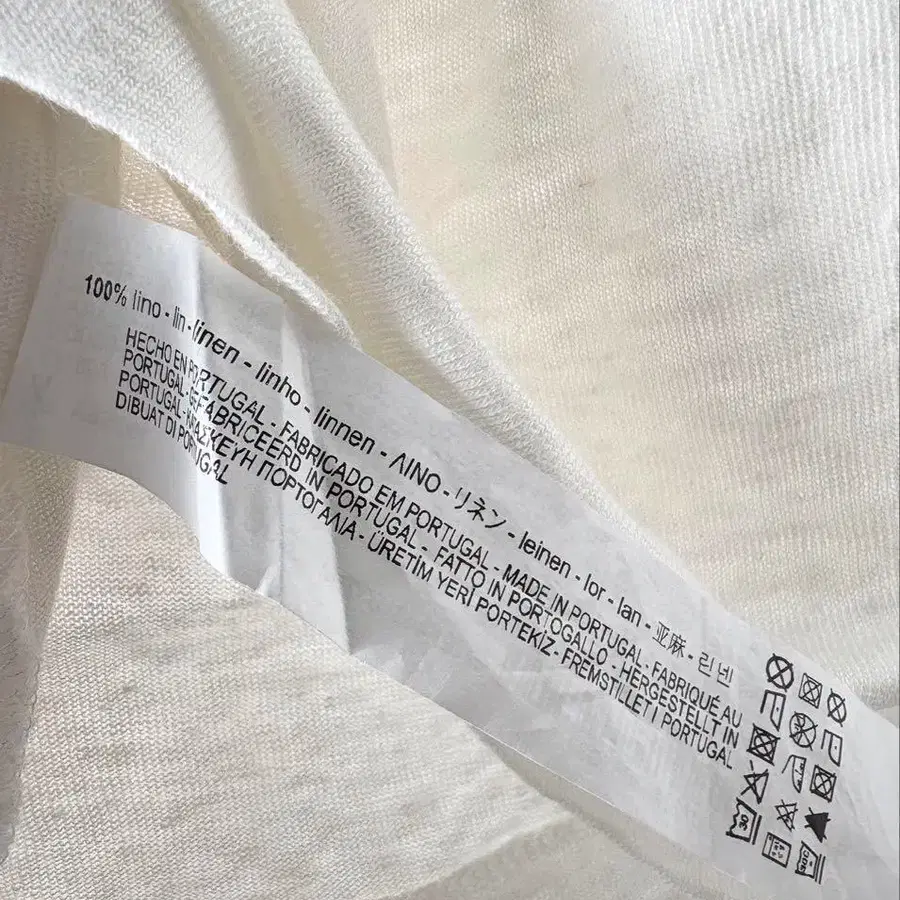 100% lino - lin - linen - linho - linnen - ΛΙΝΟ - リネン - leinen - lor - lan - 亚麻 - 린넨
HECHO EN PORTUGAL - FABRICADO EM PORTUGAL - MADE IN PORTUGAL - FABRIQUÉ AU
PORTUGAL - GEFABRICEERD IN PORTUGAL - FATTO IN PORTOGALLO - HERGESTELLT IN
PORTUGAL - ΚΑΤΑΣΚΕΥΗ ΠΟΡΤΟΓΑΛΙΑ - ÜRETİM YERİ PORTEKİZ - FREMSTILLET I PORTUGAL
DIBUAT DI PORTUGAL
30